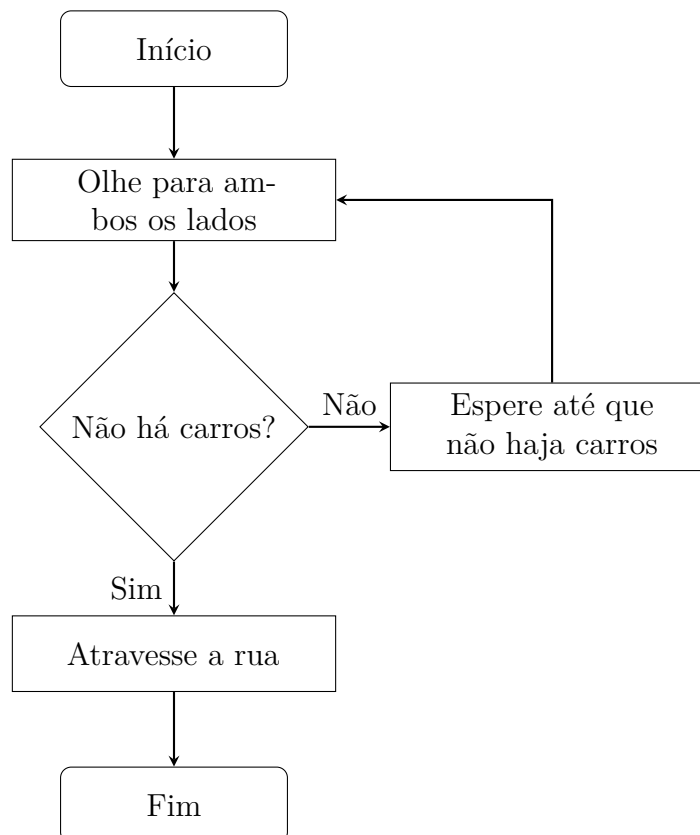 Início
Olhe para am-
bos os lados
Não há carros?
Não
Espere até que
não haja carros
Sim
Atravesse a rua
Fim